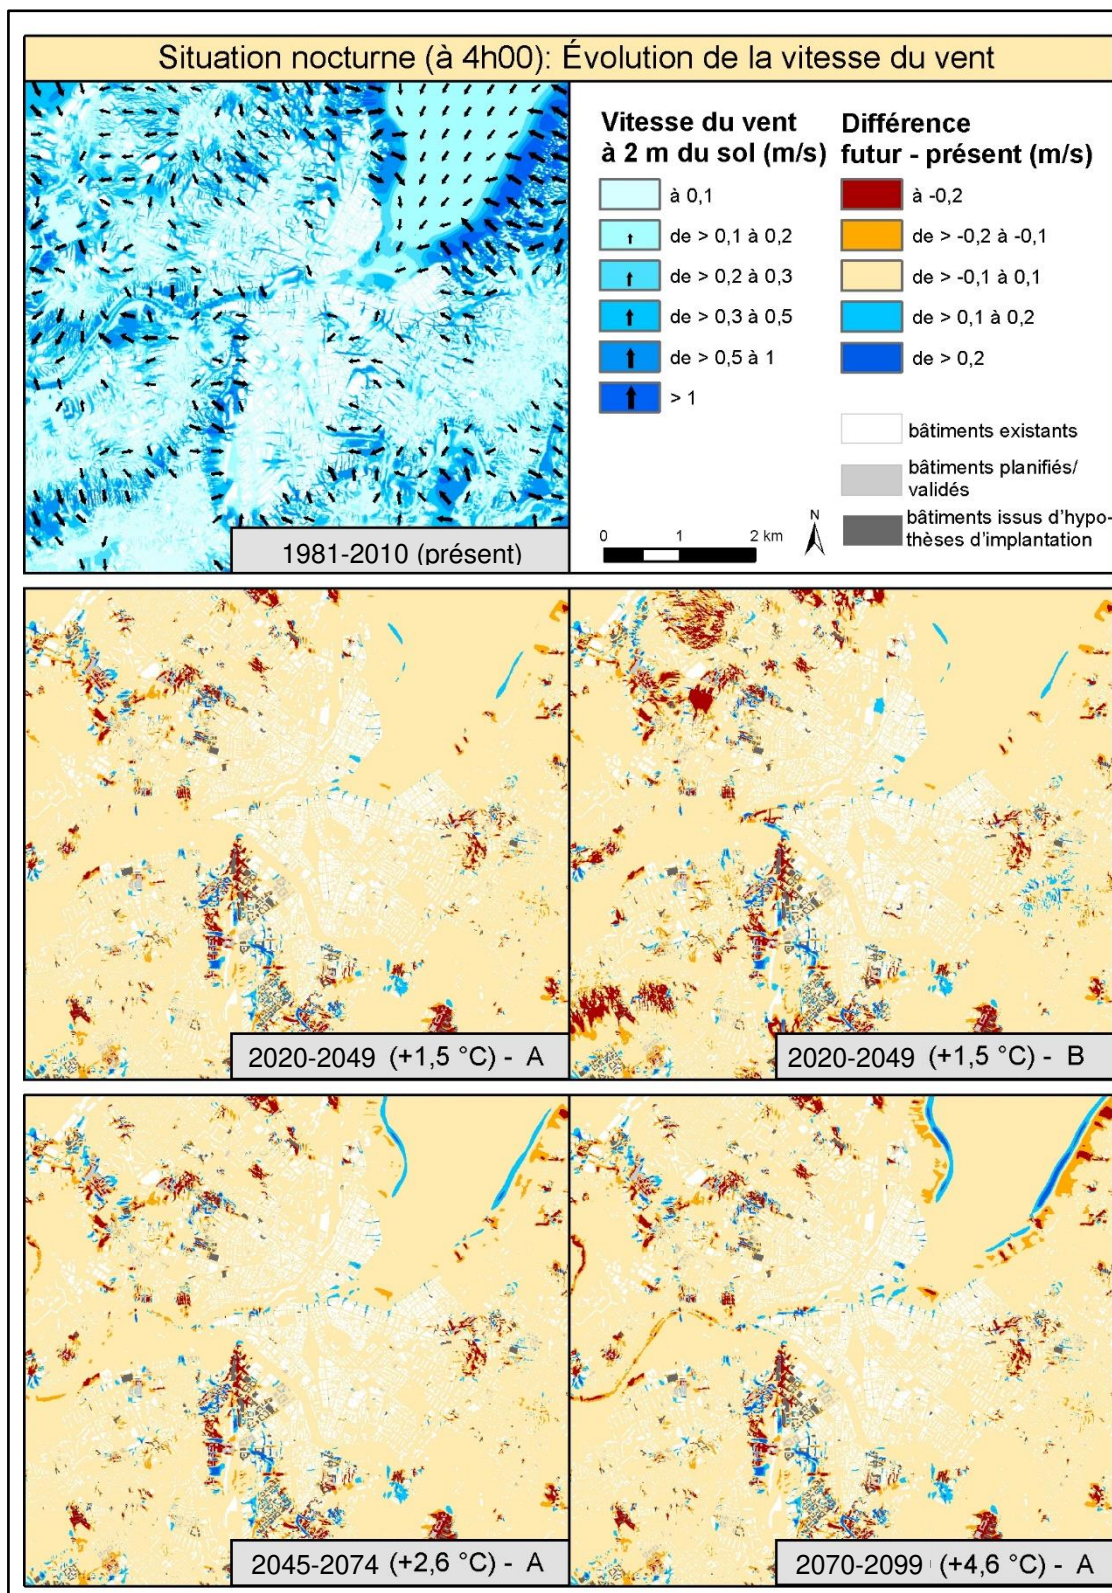 Situation nocturne (à 4h00): Évolution de la vitesse du vent
Vitesse du vent
à 2 m du sol (m/s)
à 0,1
de > 0,1 à 0,2
de > 0,2 à 0,3
de > 0,3 à 0,5
de > 0,5 à 1
> 1
Différence
futur - présent (m/s)
à -0,2
de > -0,2 à -0,1
de > -0,1 à 0,1
de > 0,1 à 0,2
de > 0,2
bâtiments existants
bâtiments planifiés/
validés
bâtiments issus d'hypo-
thèses d'implantation
0 1 2 km
N
1981-2010 (présent)
2020-2049 (+1,5 °C) - A
2020-2049 (+1,5 °C) - B
2045-2074 (+2,6 °C) - A
2070-2099 (+4,6 °C) - A